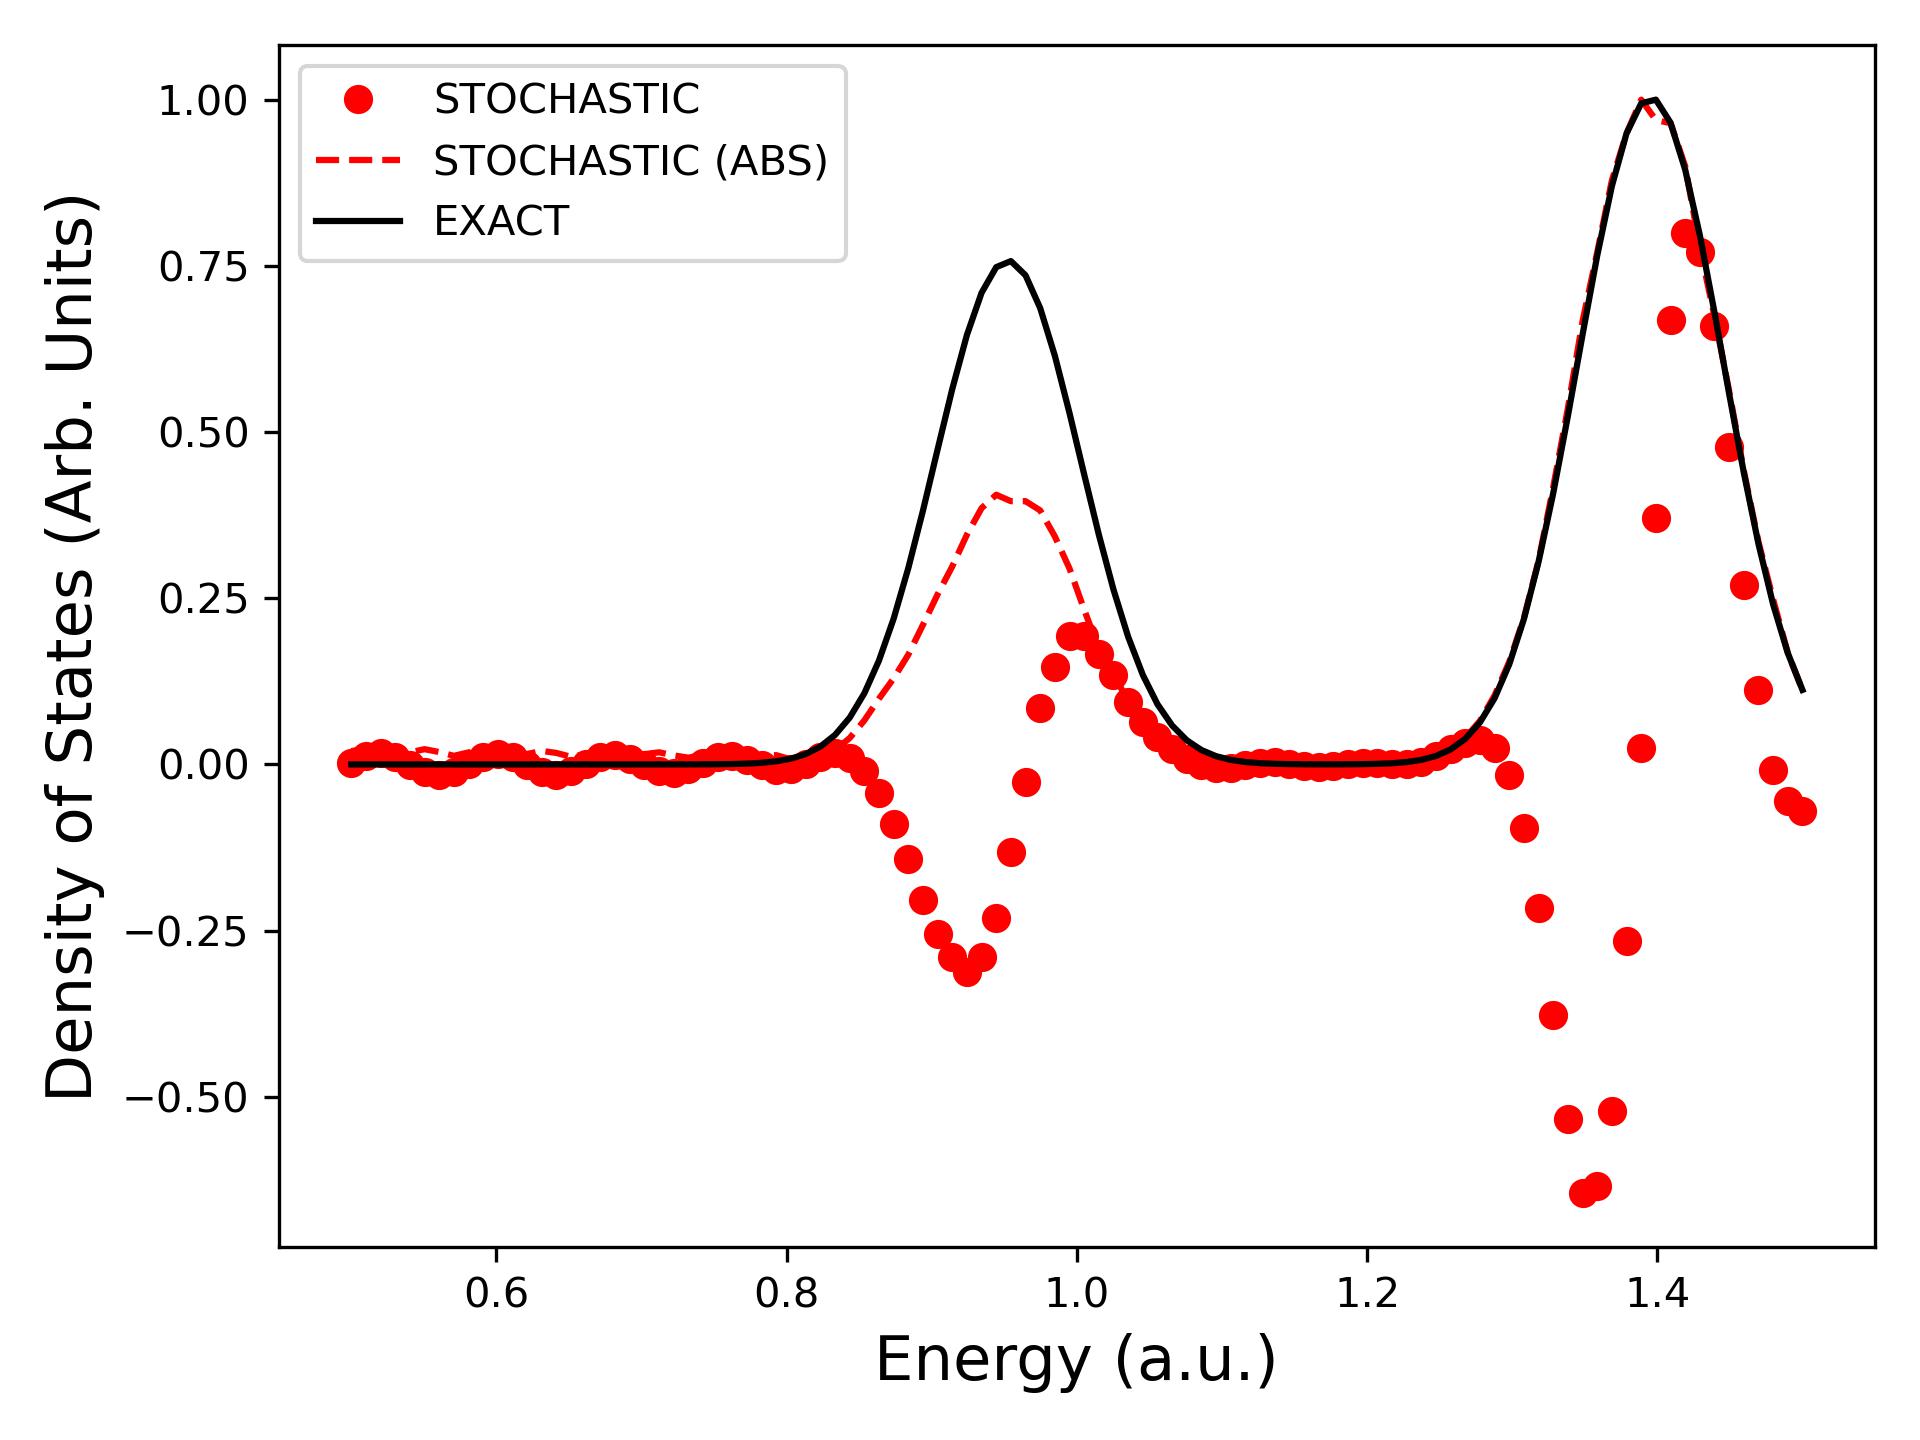 STOCHASTIC
STOCHASTIC (ABS)
EXACT
1.00
0.75
0.50
0.25
0.00
−0.25
−0.50
Density of States (Arb. Units)
0.6 0.8 1.0 1.2 1.4
Energy (a.u.)